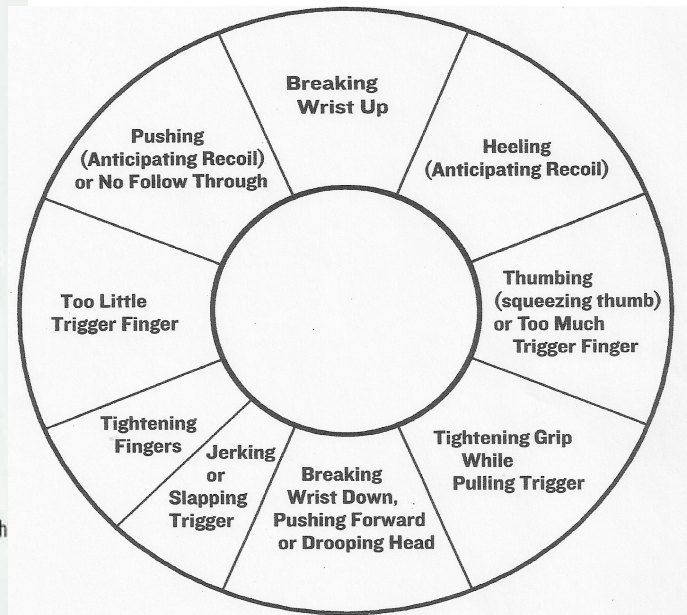 Breaking
Wrist Up
Heeling
(Anticipating Recoil)
Thumbing
(squeezing thumb)
or Too Much
Trigger Finger
Tightening Grip
While
Pulling Trigger
Breaking
Wrist Down,
Pushing Forward
or Drooping Head
Jerking
or
Slapping
Trigger
Tightening
Fingers
Too Little
Trigger Finger
Pushing
(Anticipating Recoil)
or No Follow Through
h